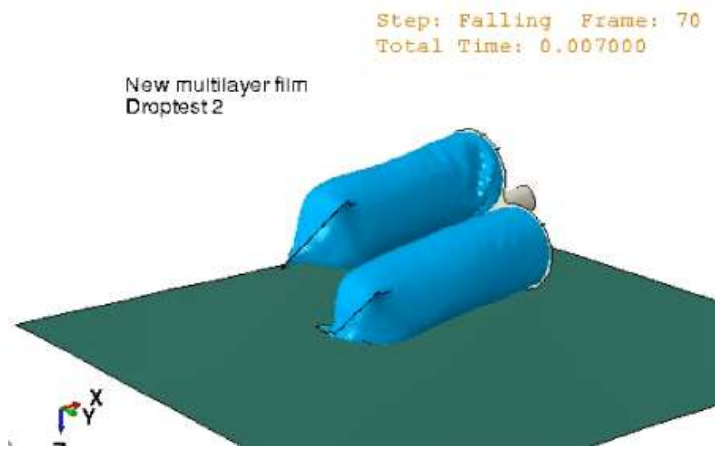 Step: Falling Frame: 70
Total Time: 0.007000
New multilayer film
Droptest 2
X
Y